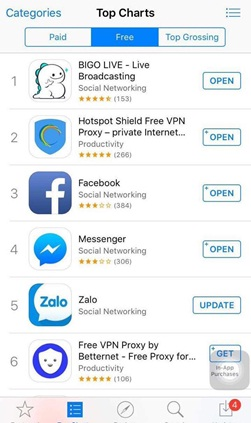 Categories Top Charts
Paid Free Top Grossing
1
BIGO LIVE - Live
Broadcasting
Social Networking
(153)
OPEN
2
Hotspot Shield Free VPN
Proxy – private Internet...
Productivity
(266)
OPEN
3
Facebook
Social Networking
(384)
OPEN
4
Messenger
Social Networking
(306)
OPEN
5
Zalo
Zalo
Social Networking
UPDATE
6
Free VPN Proxy by
Betternet - Free Proxy for...
Productivity
(106)
GET
In-App
Purchases
4